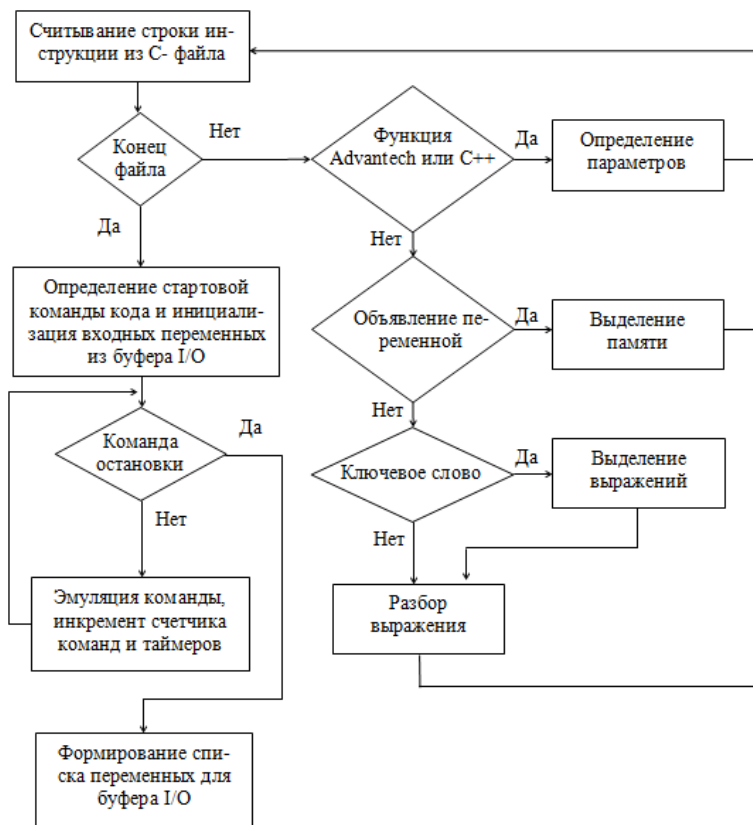 Считывание строки ин-
струкции из С- файла
Конец
файла
Нет
Функция
Advantech или С++
Да
Определение
параметров
Да
Нет
Определение стартовой
команды кода и инициали-
зация входных переменных
из буфера I/O
Объявление пе-
ременной
Да
Выделение
памяти
Нет
Команда
остановки
Да
Ключевое слово
Да
Выделение
выражений
Нет
Нет
Эмуляция команды,
инкремент счетчика
команд и таймеров
Разбор
выражения
Формирование спи-
ска переменных для
буфера I/O